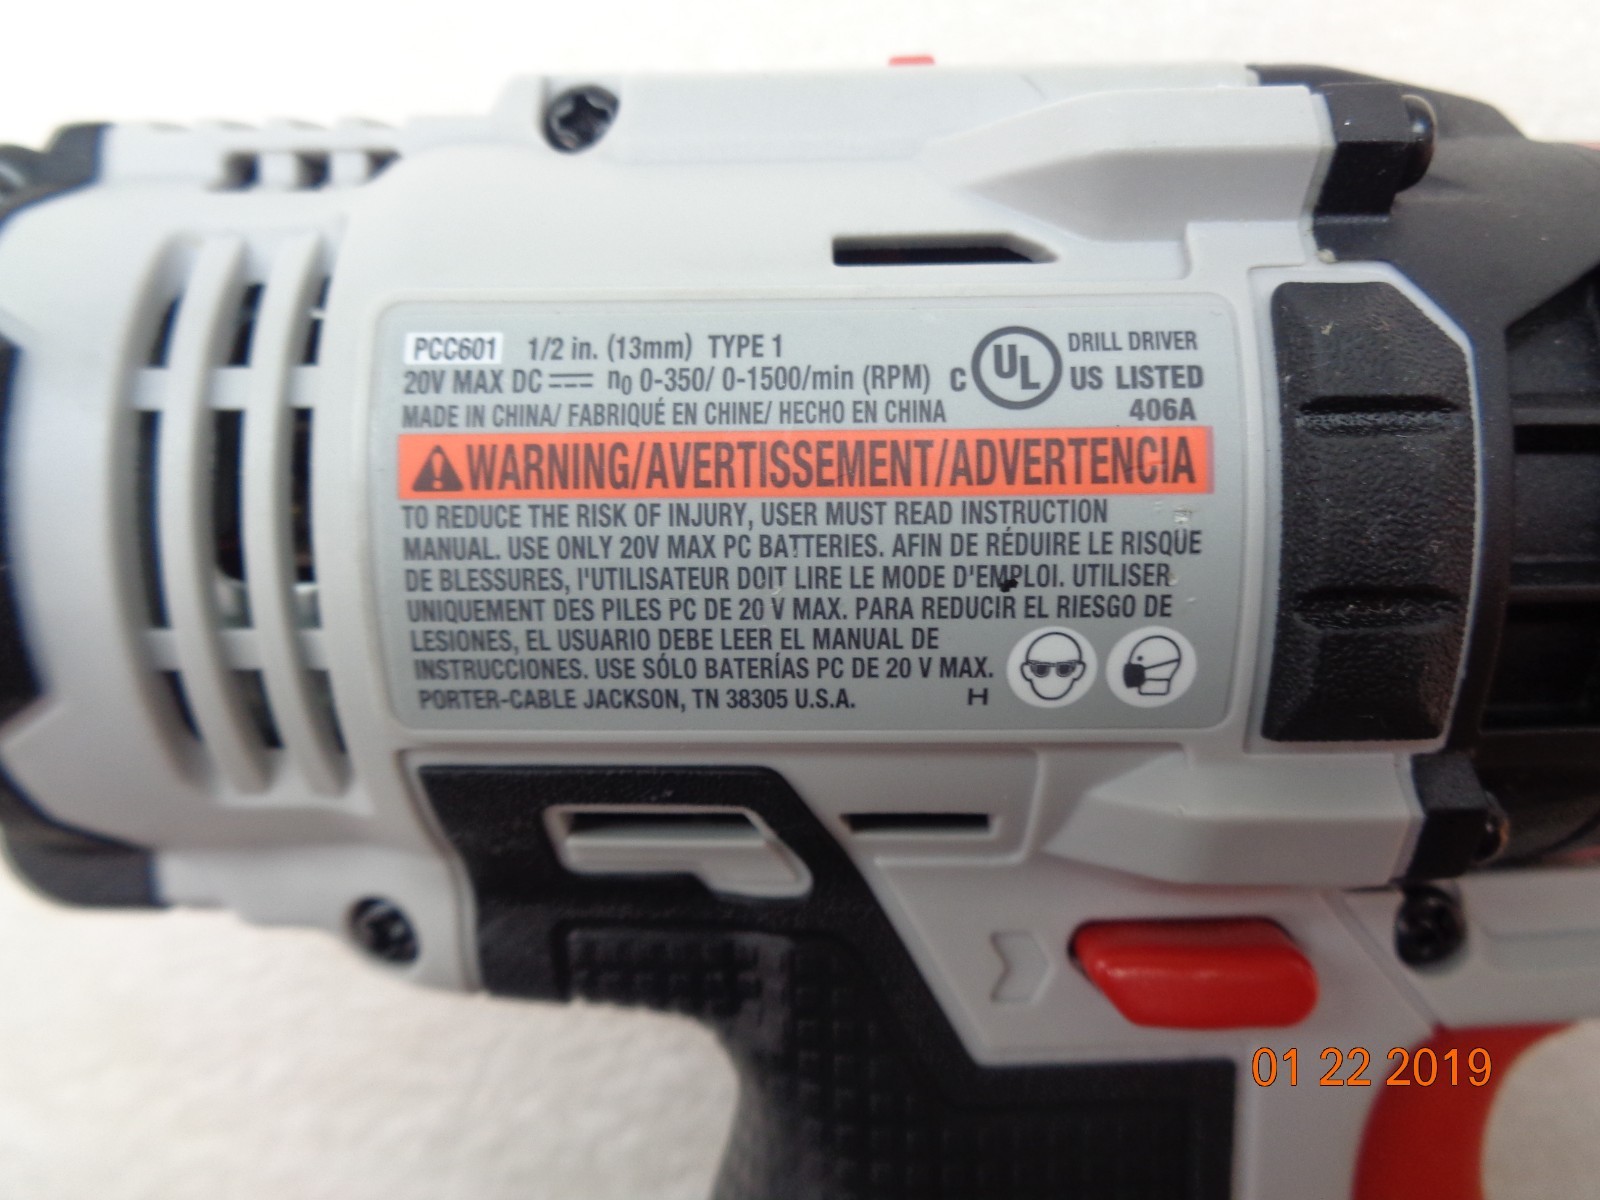 PCC601 1/2 in. (13mm) TYPE 1
20V MAX DC n0 0-350/ 0-1500/min (RPM)
MADE IN CHINA/ FABRIQUÉ EN CHINE/ HECHO EN CHINA
C UL US LISTED
DRILL DRIVER
406A
WARNING/AVERTISSEMENT/ADVERTENCIA
TO REDUCE THE RISK OF INJURY, USER MUST READ INSTRUCTION
MANUAL. USE ONLY 20V MAX PC BATTERIES. AFIN DE RÉDUIRE LE RISQUE
DE BLESSURES, l'UTILISATEUR DOIT LIRE LE MODE D'EMPLOI. UTILISER
UNIQUEMENT DES PILES PC DE 20 V MAX. PARA REDUCIR EL RIESGO DE
LESIONES, EL USUARIO DEBE LEER EL MANUAL DE
INSTRUCCIONES. USE SÓLO BATERÍAS PC DE 20 V MAX.
PORTER-CABLE JACKSON, TN 38305 U.S.A. H
01 22 2019